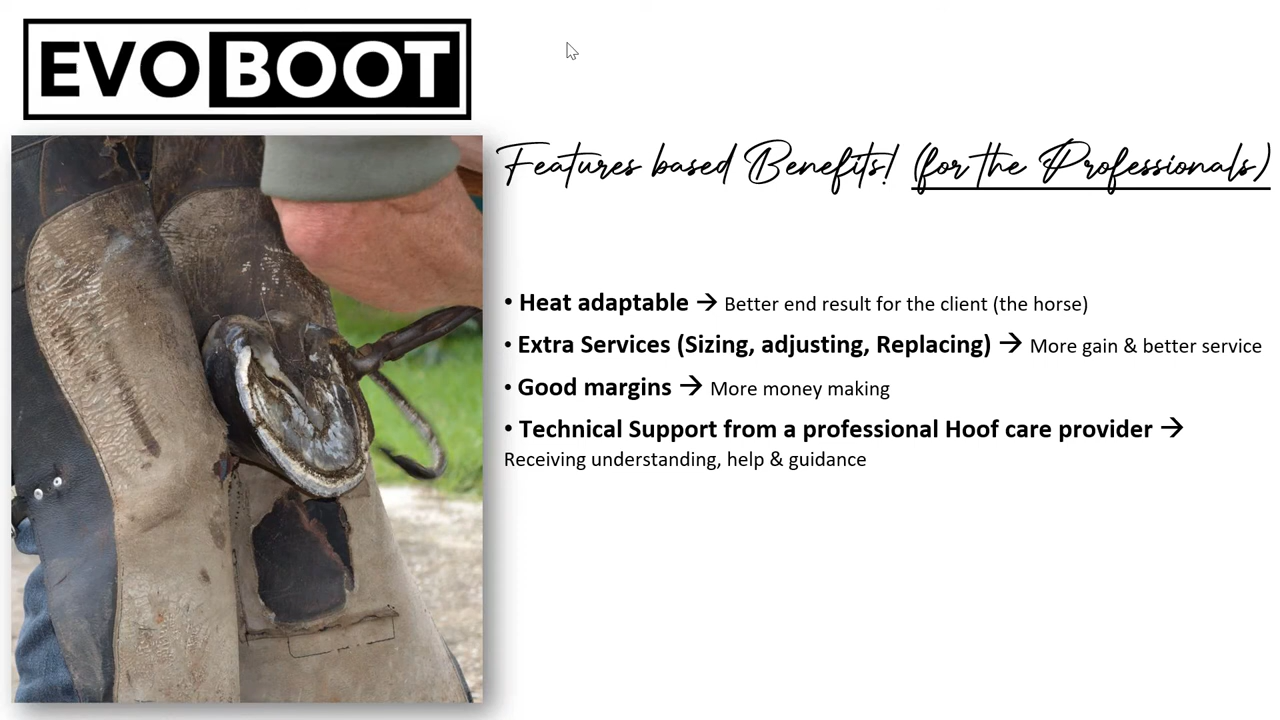 EVO BOOT
Features based Benefits! (for the Professionals)
• Heat adaptable → Better end result for the client (the horse)
• Extra Services (Sizing, adjusting, Replacing) → More gain & better service
• Good margins → More money making
• Technical Support from a professional Hoof care provider →
Receiving understanding, help & guidance